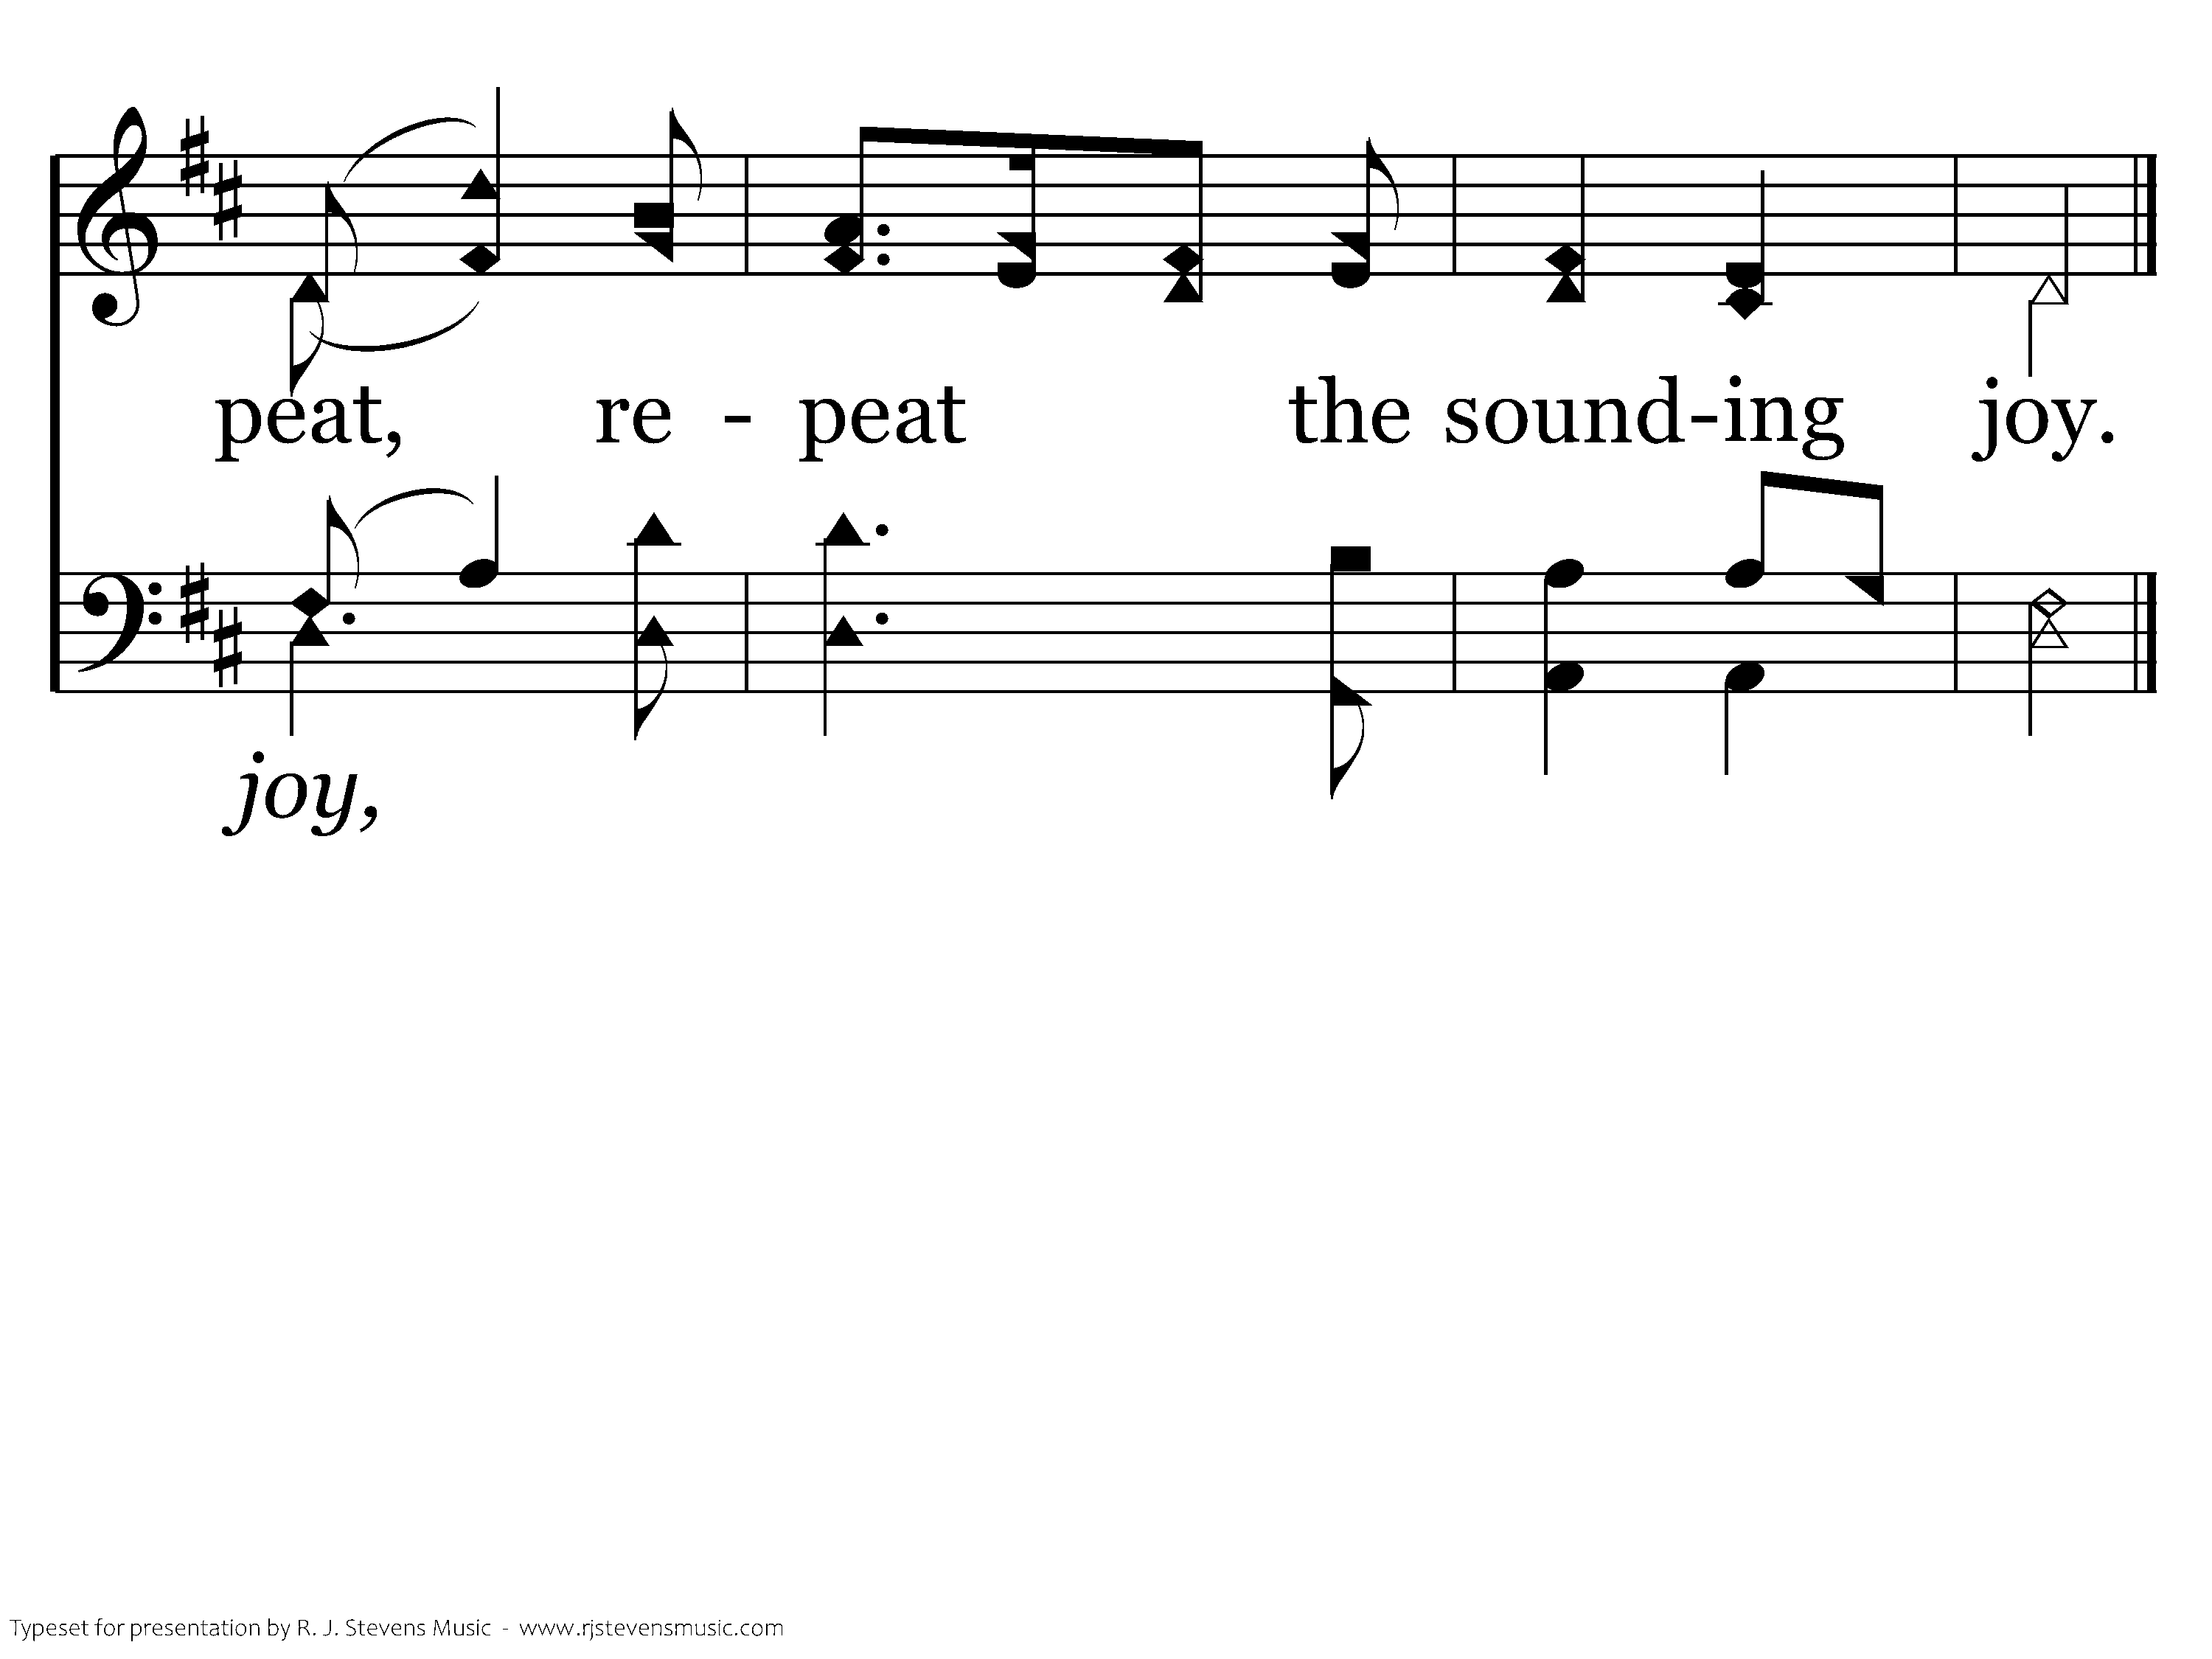 peat, re - peat the sound-ing joy.
joy,
Typeset for presentation by R. J. Stevens Music - www.rjstevensmusic.com